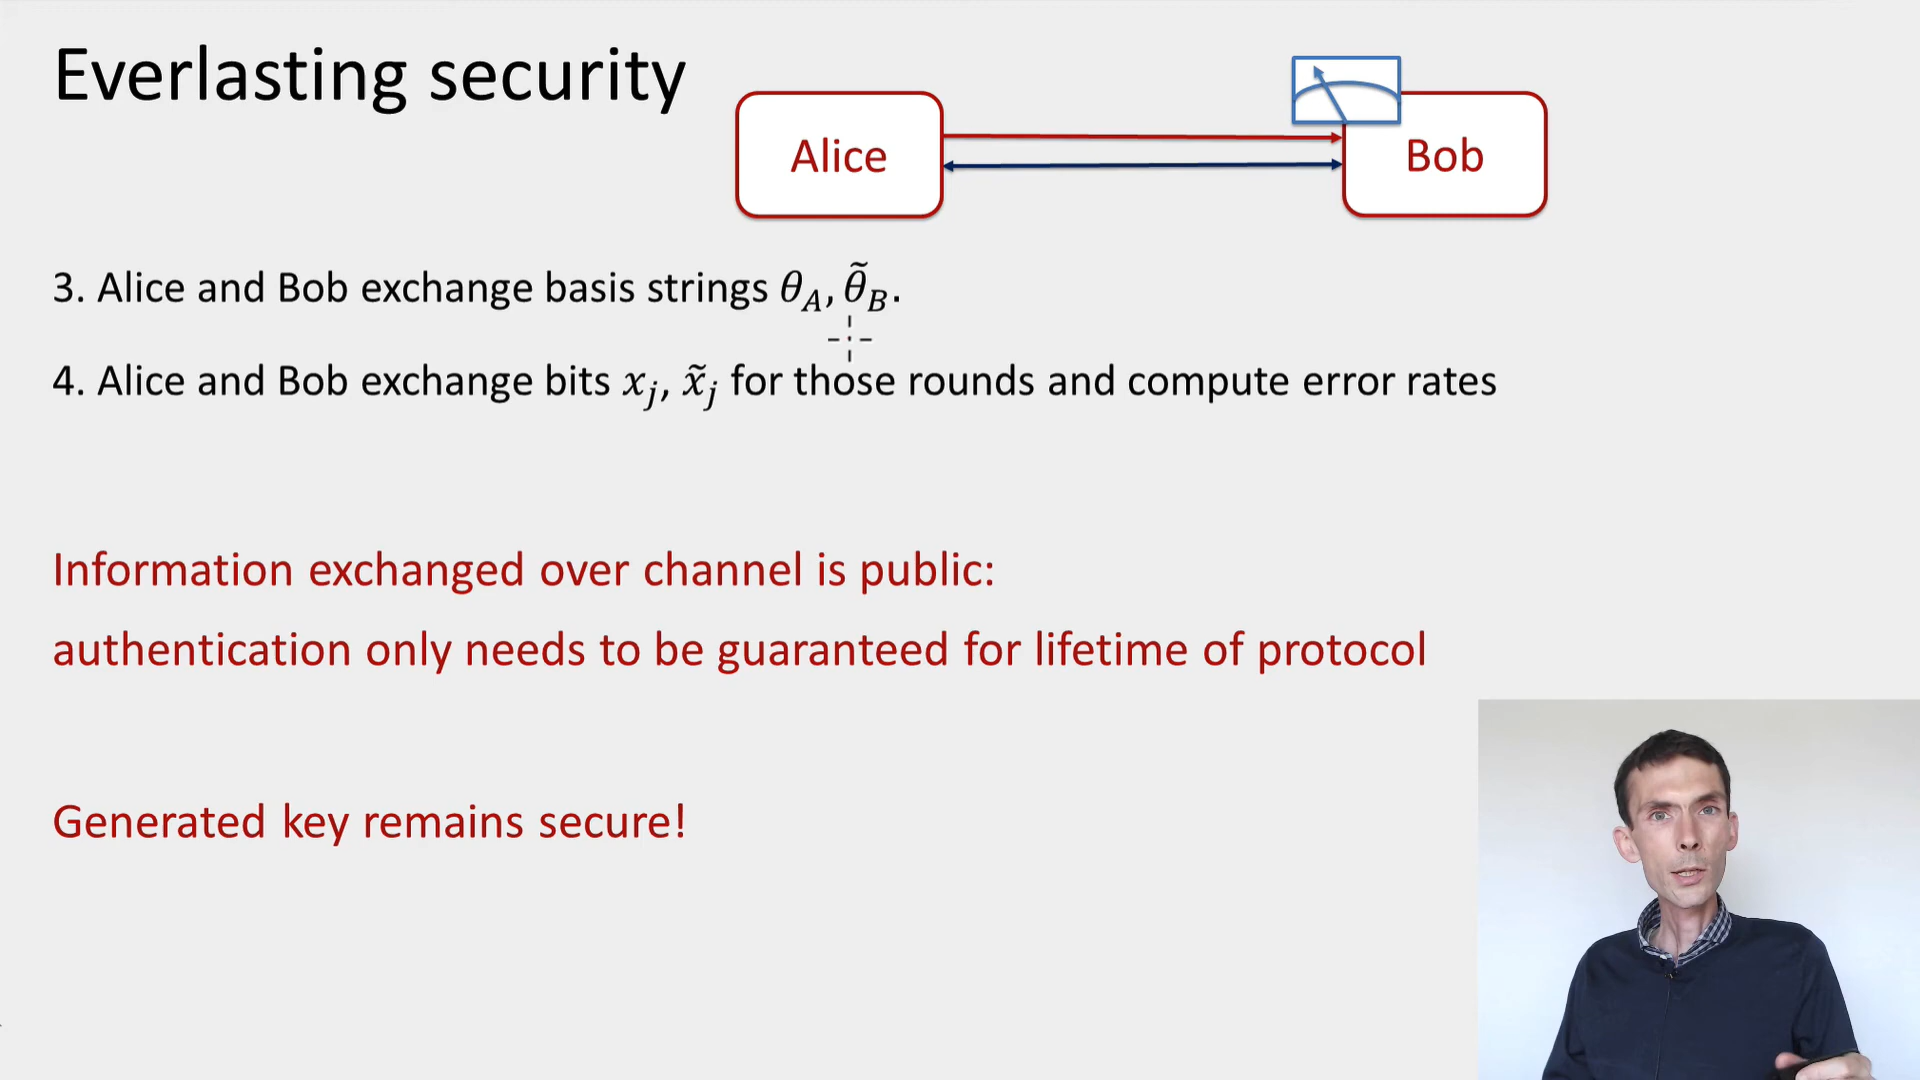 Everlasting security
Alice
Bob
3. Alice and Bob exchange basis strings θ_A, θ̃_B.
4. Alice and Bob exchange bits x_j, x̃_j for those rounds and compute error rates
Information exchanged over channel is public:
authentication only needs to be guaranteed for lifetime of protocol
Generated key remains secure!